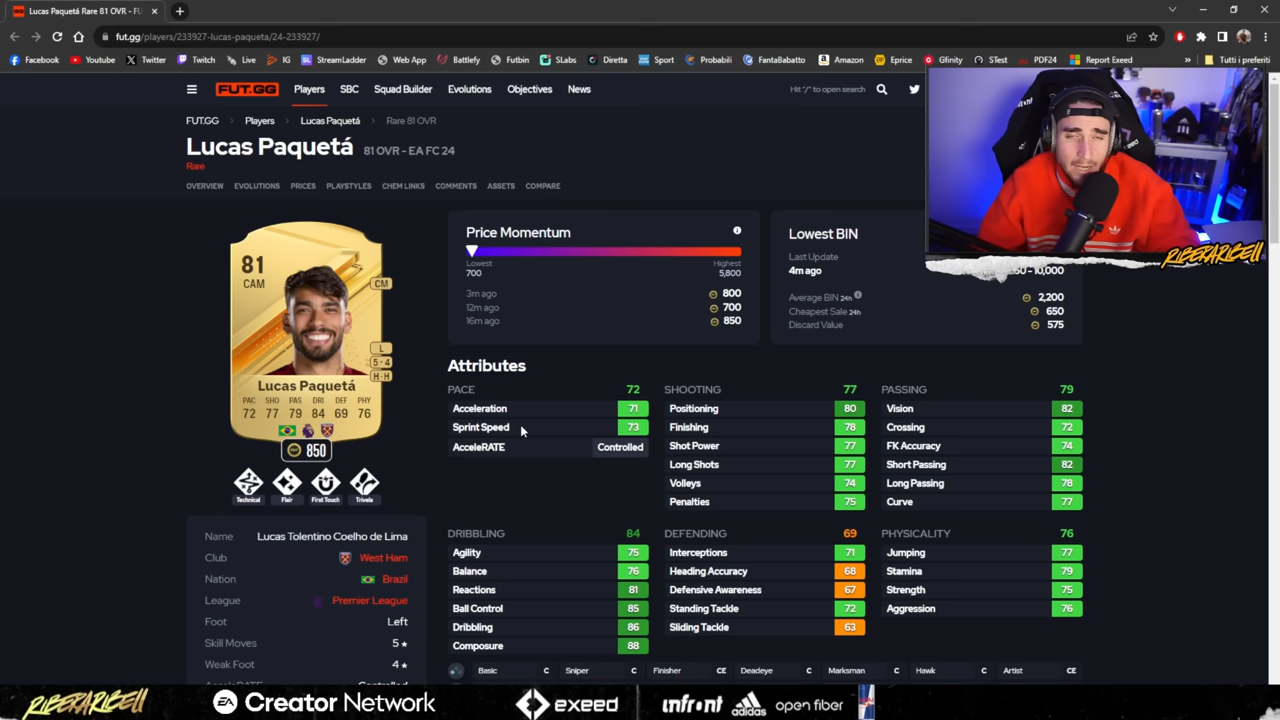 Lucas Paquetá Rare 81 OVR - FU
fut.gg/players/233927-lucas-paqueta/24-233927/
Facebook Youtube Twitter Twitch Live IG StreamLadder Web App Battlefy Futbin SLabs Diretta Sport Probabili FantaBabatto Amazon Eprice Gfinity STest PDF24 Report Exeed » Tutti i preferiti
FUT.GG Players SBC Squad Builder Evolutions Objectives News Hit "/" to open search
FUT.GG Players Lucas Paquetá Rare 81 OVR
Lucas Paquetá 81 OVR - EA FC 24
Rare
OVERVIEW EVOLUTIONS PRICES PLAYSTYLES CHEM LINKS COMMENTS ASSETS COMPARE
81
CAM
CM
L
5 - 4
H-H
Lucas Paquetá
PAC SHO PAS DRI DEF PHY
72 77 79 84 69 76
850
Technical Flair First Touch Trivela
Name Lucas Tolentino Coelho de Lima
Club West Ham
Nation Brazil
League Premier League
Foot Left
Skill Moves 5★
Weak Foot 4★
AcceleRATE Controlled
Price Momentum
Lowest Highest
700 5,800
3m ago 800
12m ago 700
16m ago 850
Lowest BIN
Last Update
4m ago
- 10,000
Average BIN 24h 2,200
Cheapest Sale 24h 650
Discard Value 575
RIBERARIBELL
Attributes
PACE 72
Acceleration 71
Sprint Speed 73
AcceleRATE Controlled
SHOOTING 77
Positioning 80
Finishing 78
Shot Power 77
Long Shots 77
Volleys 74
Penalties 75
PASSING 79
Vision 82
Crossing 72
FK Accuracy 74
Short Passing 82
Long Passing 78
Curve 77
DRIBBLING 84
Agility 75
Balance 76
Reactions 81
Ball Control 85
Dribbling 86
Composure 88
DEFENDING 69
Interceptions 71
Heading Accuracy 68
Defensive Awareness 67
Standing Tackle 72
Sliding Tackle 63
PHYSICALITY 76
Jumping 77
Stamina 79
Strength 75
Aggression 76
Basic C Sniper C Finisher CE Deadeye C Marksman C Hawk C Artist CE
RIBERARIBELL EA Creator Network exeed infront adidas open fiber